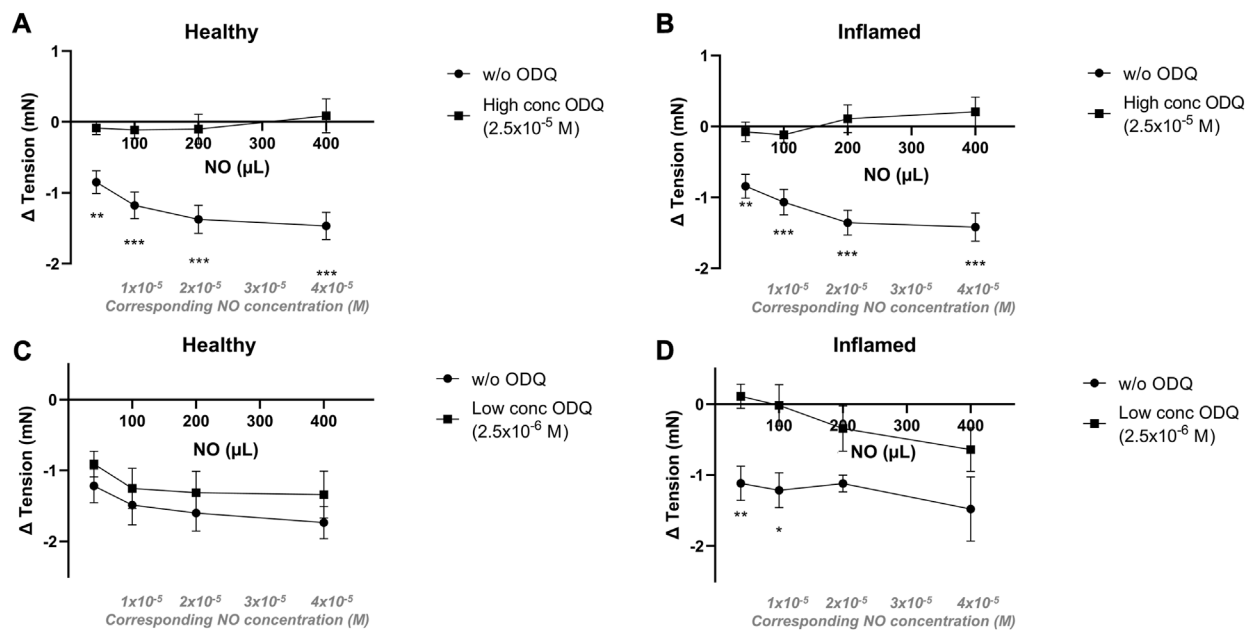 A
Healthy
Δ Tension (mN)
1
0
-1
-2
100
200
300
400
NO (µL)
**
***
***
***
1x10⁻⁵ 2x10⁻⁵ 3x10⁻⁵ 4x10⁻⁵
Corresponding NO concentration (M)
w/o ODQ
High conc ODQ
(2.5x10⁻⁵ M)
B
Inflamed
Δ Tension (mN)
1
0
-1
-2
100
200
300
400
NO (µL)
**
***
***
***
1x10⁻⁵ 2x10⁻⁵ 3x10⁻⁵ 4x10⁻⁵
Corresponding NO concentration (M)
w/o ODQ
High conc ODQ
(2.5x10⁻⁵ M)
C
Healthy
Δ Tension (mN)
0
-1
-2
100
200
300
400
NO (µL)
1x10⁻⁵ 2x10⁻⁵ 3x10⁻⁵ 4x10⁻⁵
Corresponding NO concentration (M)
w/o ODQ
Low conc ODQ
(2.5x10⁻⁶ M)
D
Inflamed
Δ Tension (mN)
0
-1
-2
100
200
300
400
NO (µL)
**
*
1x10⁻⁵ 2x10⁻⁵ 3x10⁻⁵ 4x10⁻⁵
Corresponding NO concentration (M)
w/o ODQ
Low conc ODQ
(2.5x10⁻⁶ M)